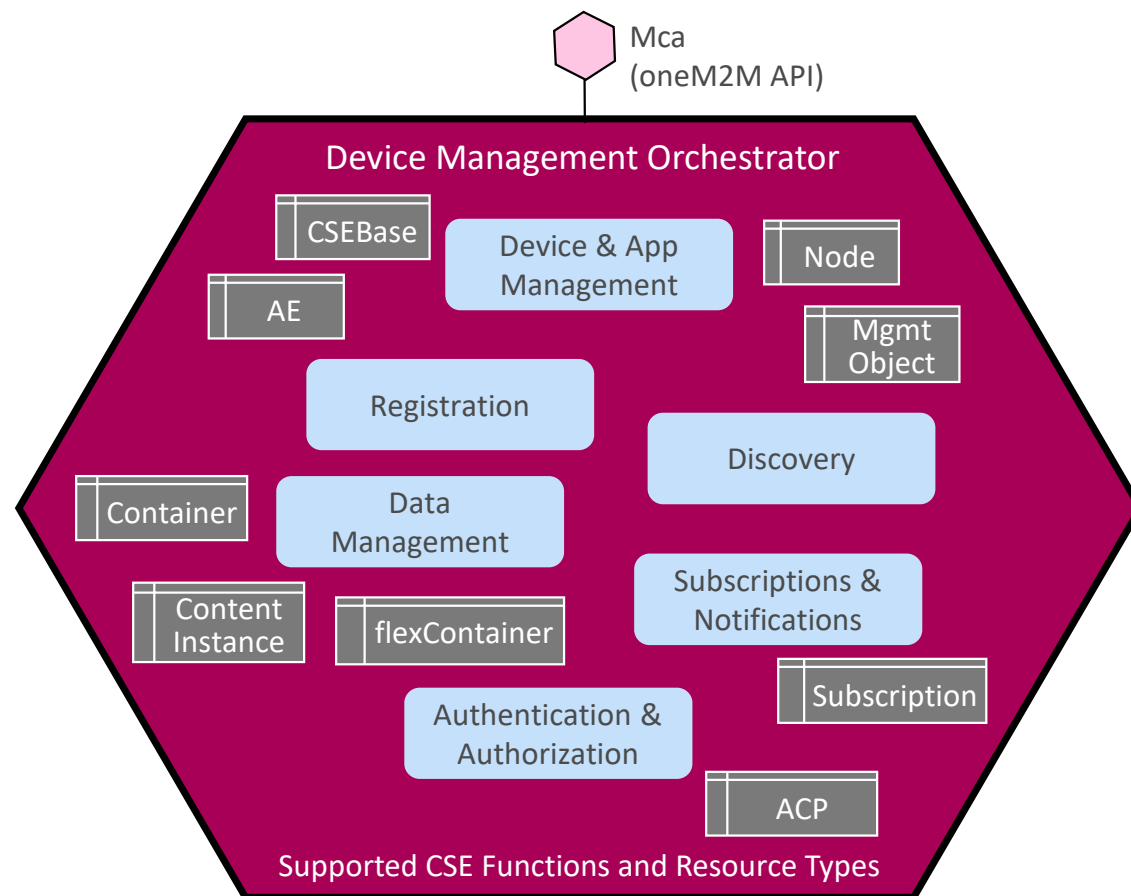 Mca
(oneM2M API)
Device Management Orchestrator
CSEBase
Device & App
Management
Node
AE
Mgmt
Object
Registration
Discovery
Container
Data
Management
Subscriptions &
Notifications
Content
Instance
flexContainer
Subscription
Authentication &
Authorization
ACP
Supported CSE Functions and Resource Types